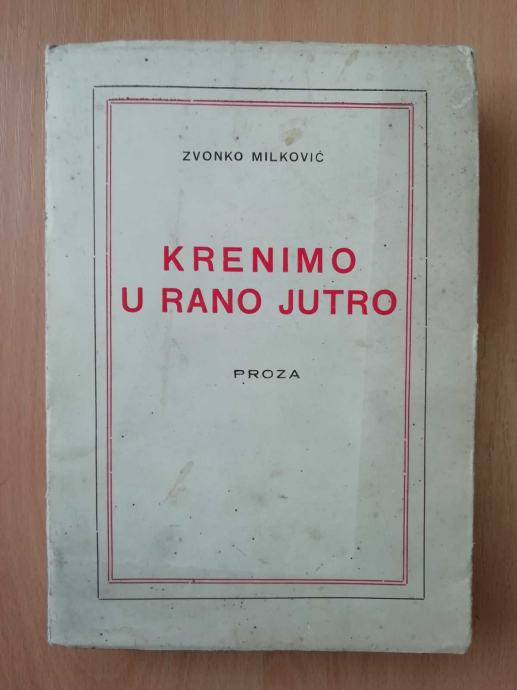 ZVONKO MILKOVIĆ
KRENIMO
U RANO JUTRO
PROZA